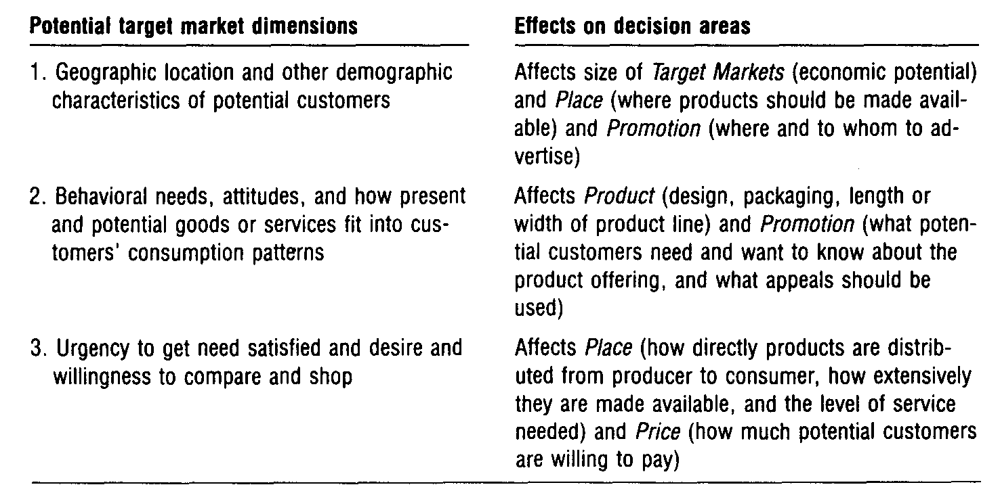 Potential target market dimensions
Effects on decision areas
1. Geographic location and other demographic
characteristics of potential customers
Affects size of Target Markets (economic potential)
and Place (where products should be made avail-
able) and Promotion (where and to whom to ad-
vertise)
2. Behavioral needs, attitudes, and how present
and potential goods or services fit into cus-
tomers' consumption patterns
Affects Product (design, packaging, length or
width of product line) and Promotion (what poten-
tial customers need and want to know about the
product offering, and what appeals should be
used)
3. Urgency to get need satisfied and desire and
willingness to compare and shop
Affects Place (how directly products are distrib-
uted from producer to consumer, how extensively
they are made available, and the level of service
needed) and Price (how much potential customers
are willing to pay)